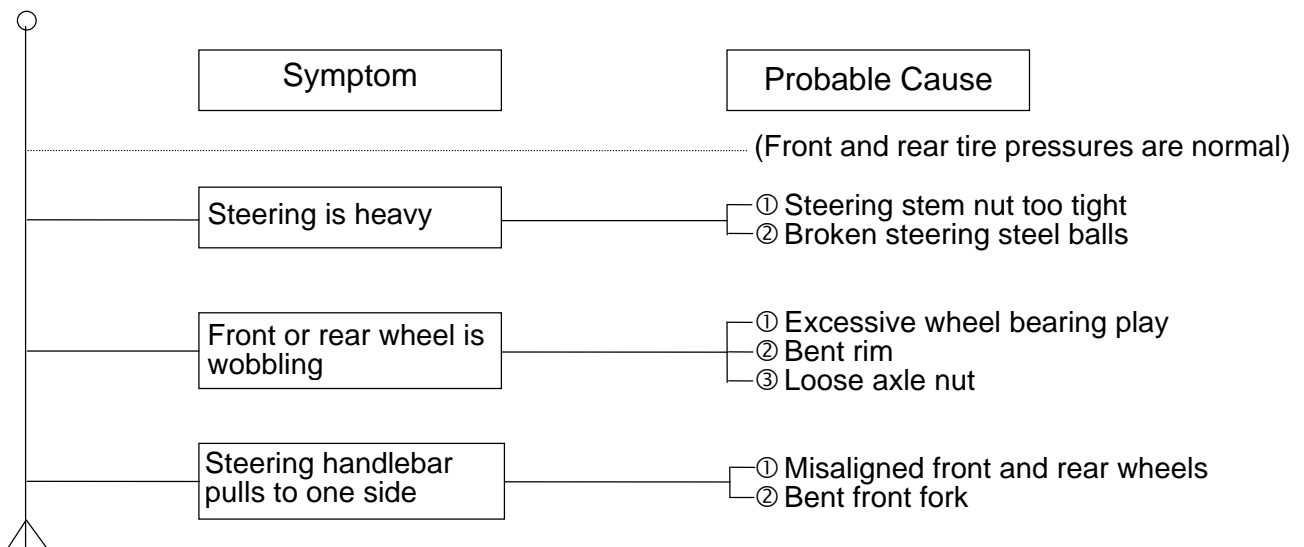 Symptom
Probable Cause
(Front and rear tire pressures are normal)
Steering is heavy
① Steering stem nut too tight
② Broken steering steel balls
Front or rear wheel is
wobbling
① Excessive wheel bearing play
② Bent rim
③ Loose axle nut
Steering handlebar
pulls to one side
① Misaligned front and rear wheels
② Bent front fork